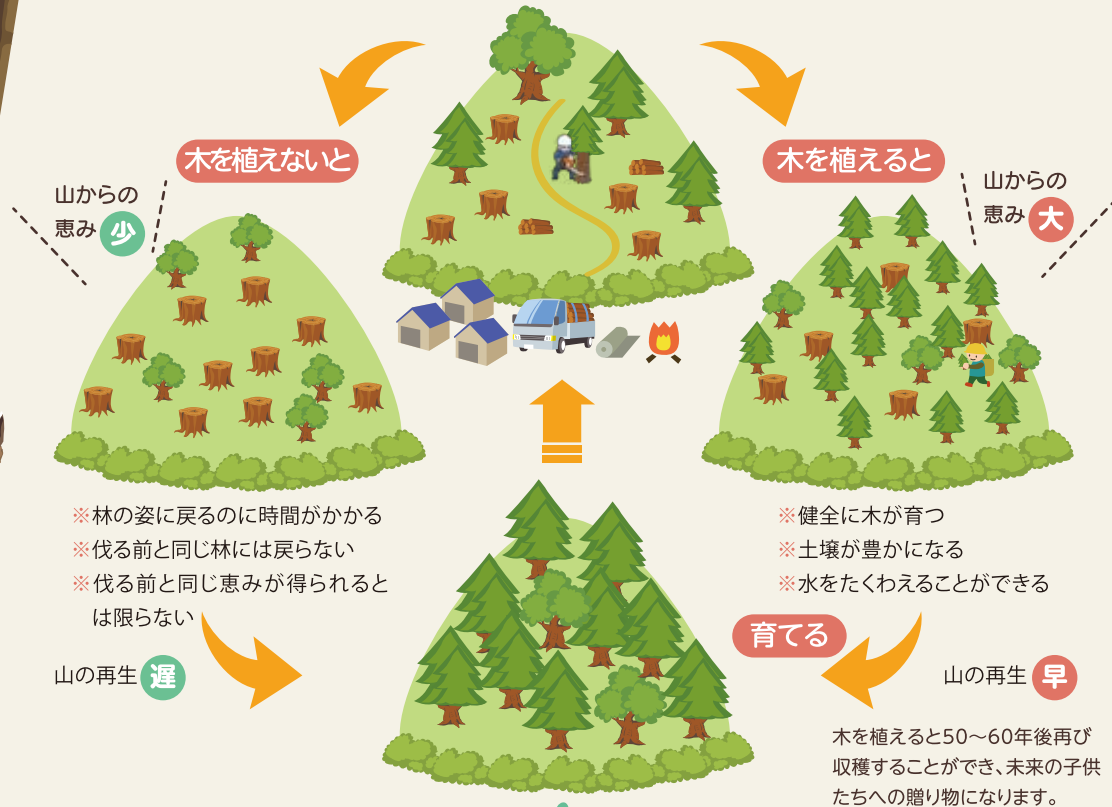 木を植えないと
山からの
恵み 少
※林の姿に戻るのに時間がかかる
※伐る前と同じ林には戻らない
※伐る前と同じ恵みが得られると
は限らない
山の再生 遅
木を植えると
山からの
恵み 大
※健全に木が育つ
※土壌が豊かになる
※水をたくわえることができる
育てる
山の再生 早
木を植えると50〜60年後再び
収穫することができ、未来の子供
たちへの贈り物になります。